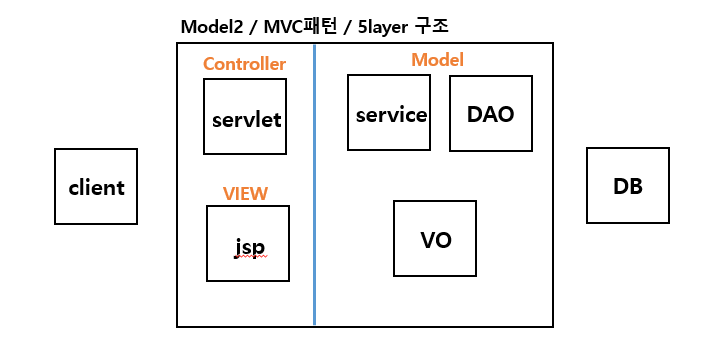 Model2 / MVC패턴 / 5layer 구조
Controller
Model
servlet
service
DAO
client
DB
VIEW
jsp
VO